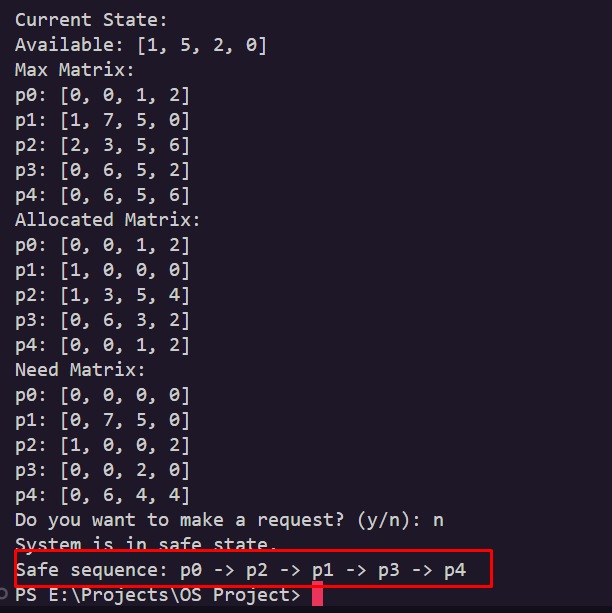 Current State:
Available: [1, 5, 2, 0]
Max Matrix:
p0: [0, 0, 1, 2]
p1: [1, 7, 5, 0]
p2: [2, 3, 5, 6]
p3: [0, 6, 5, 2]
p4: [0, 6, 5, 6]
Allocated Matrix:
p0: [0, 0, 1, 2]
p1: [1, 0, 0, 0]
p2: [1, 3, 5, 4]
p3: [0, 6, 3, 2]
p4: [0, 0, 1, 2]
Need Matrix:
p0: [0, 0, 0, 0]
p1: [0, 7, 5, 0]
p2: [1, 0, 0, 2]
p3: [0, 0, 2, 0]
p4: [0, 6, 4, 4]
Do you want to make a request? (y/n): n
System is in safe state.
Safe sequence: p0 -> p2 -> p1 -> p3 -> p4
PS E:\Projects\OS Project>